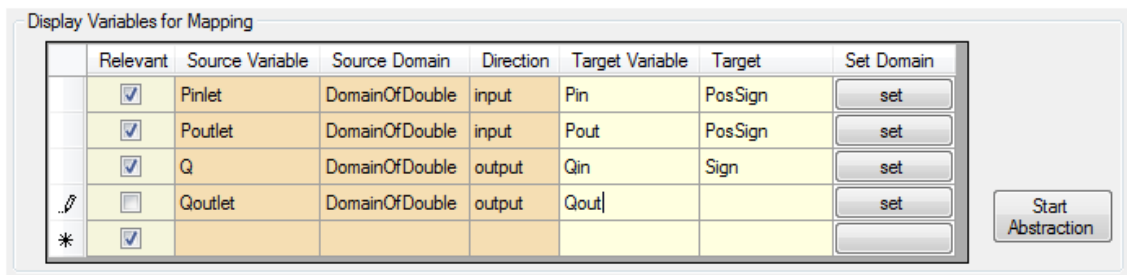 Display Variables for Mapping
Relevant Source Variable Source Domain Direction Target Variable Target Set Domain
Pinlet DomainOfDouble input Pin PosSign set
Poutlet DomainOfDouble input Pout PosSign set
Q DomainOfDouble output Qin Sign set
Qoutlet DomainOfDouble output Qout set
Start
Abstraction